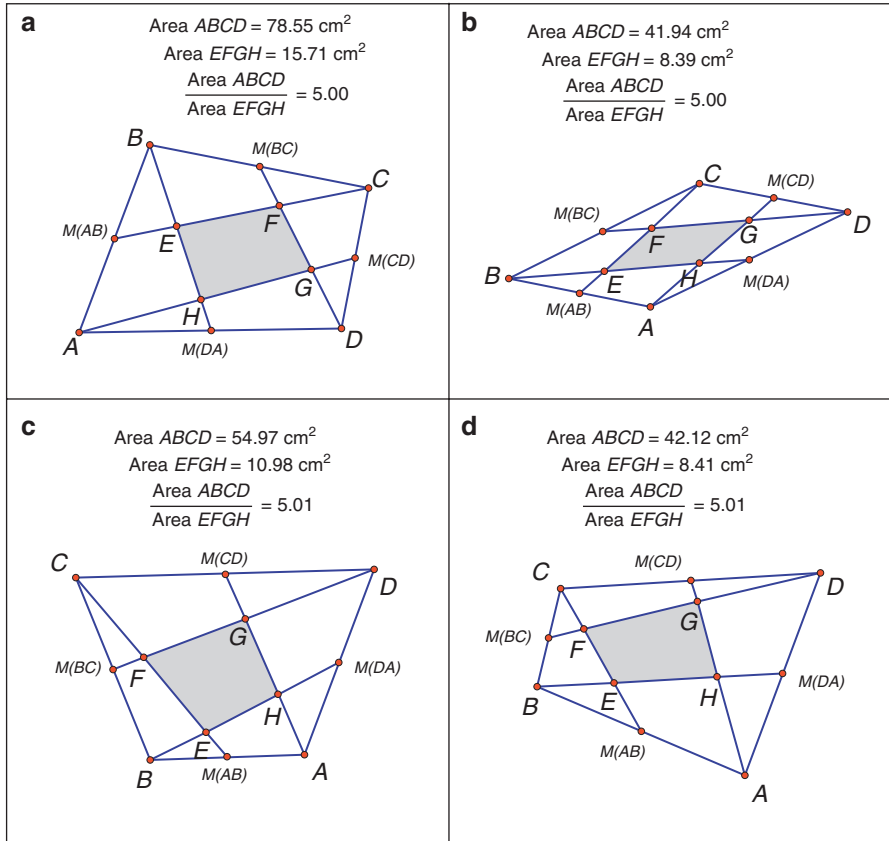 a
Area ABCD = 78.55 cm²
Area EFGH = 15.71 cm²
Area ABCD
Area EFGH
= 5.00
B
M(BC)
C
M(AB)
E
F
M(CD)
G
H
A
M(DA)
D
b
Area ABCD = 41.94 cm²
Area EFGH = 8.39 cm²
Area ABCD
Area EFGH
= 5.00
C
M(CD)
M(BC)
D
F
G
B
E
H
M(DA)
M(AB)
A
c
Area ABCD = 54.97 cm²
Area EFGH = 10.98 cm²
Area ABCD
Area EFGH
= 5.01
C
M(CD)
D
G
M(BC)
F
M(DA)
H
E
B
M(AB)
A
d
Area ABCD = 42.12 cm²
Area EFGH = 8.41 cm²
Area ABCD
Area EFGH
= 5.01
M(CD)
C
D
G
M(BC)
F
E
H
M(DA)
B
M(AB)
A